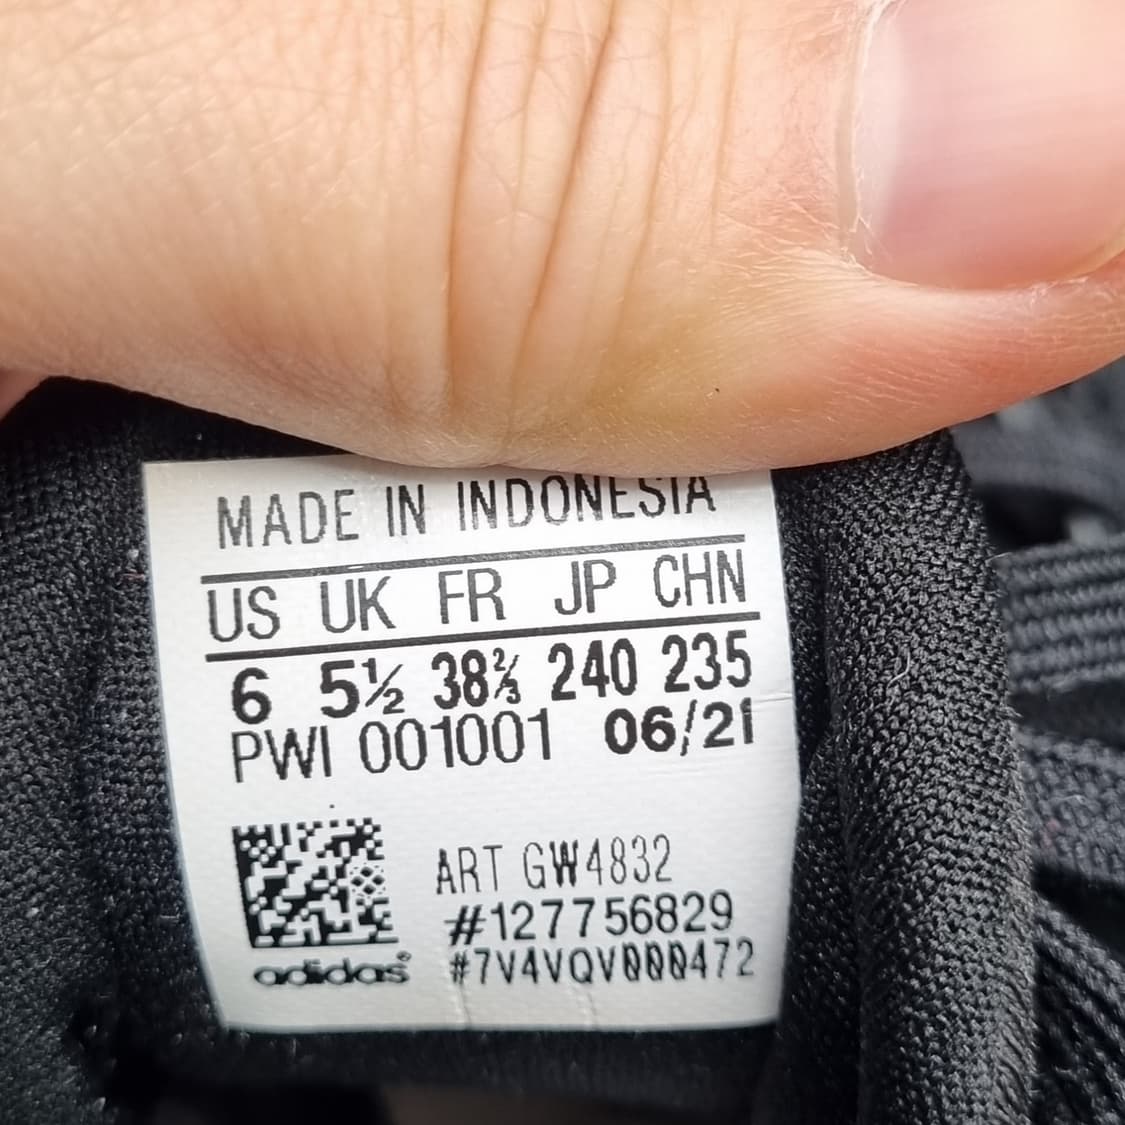 MADE IN INDONESIA
US UK FR JP CHN
6 5½ 38⅔ 240 235
PWI 001001 06/21
ART GW4832
#127756829
adidas® #7V4VQV000472